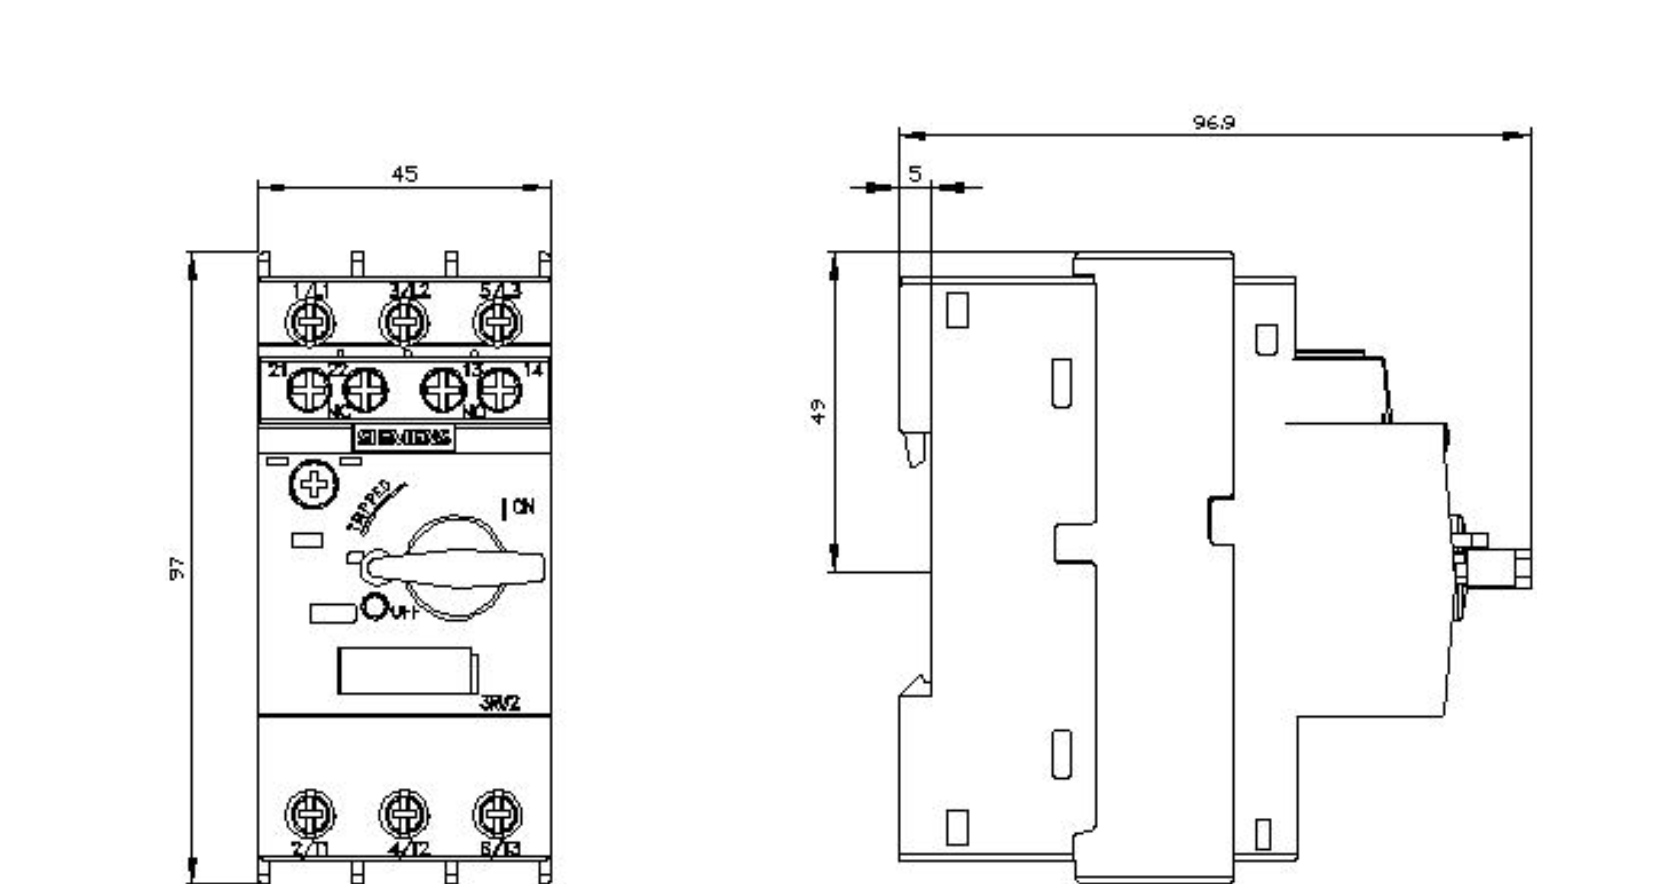 96.9
45
5
1/L1 3/L2 5/L3
21 22 13 14
NC NO
SIEMENS
49
TRIPPED
I ON
97
OFF
3RV2
2/T1 4/T2 6/T3